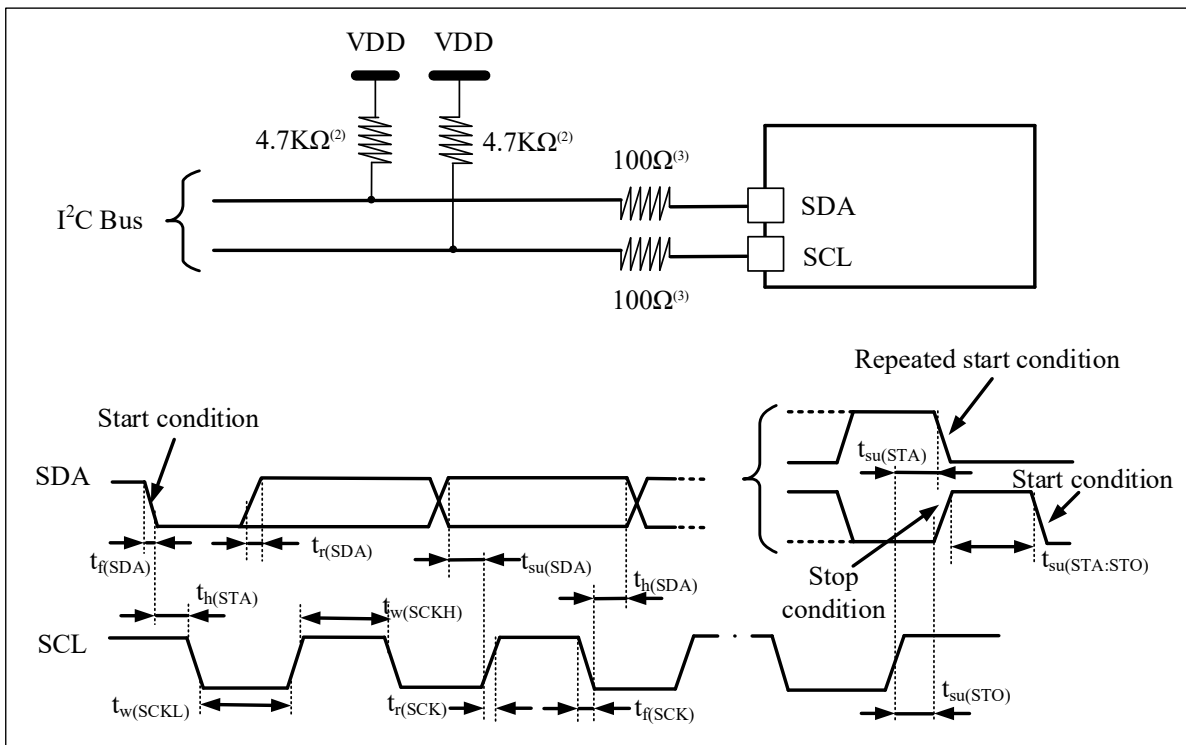 VDD VDD
4.7KΩ(2) 4.7KΩ(2)
100Ω(3)
I2C Bus
SDA
SCL
100Ω(3)
Repeated start condition
Start condition
tsu(STA)
SDA
Start condition
tf(SDA)
tr(SDA)
tsu(SDA)
th(SDA)
Stop
condition
tsu(STA:STO)
th(STA)
tw(SCKH)
SCL
tw(SCKL)
tr(SCK)
tf(SCK)
tsu(STO)